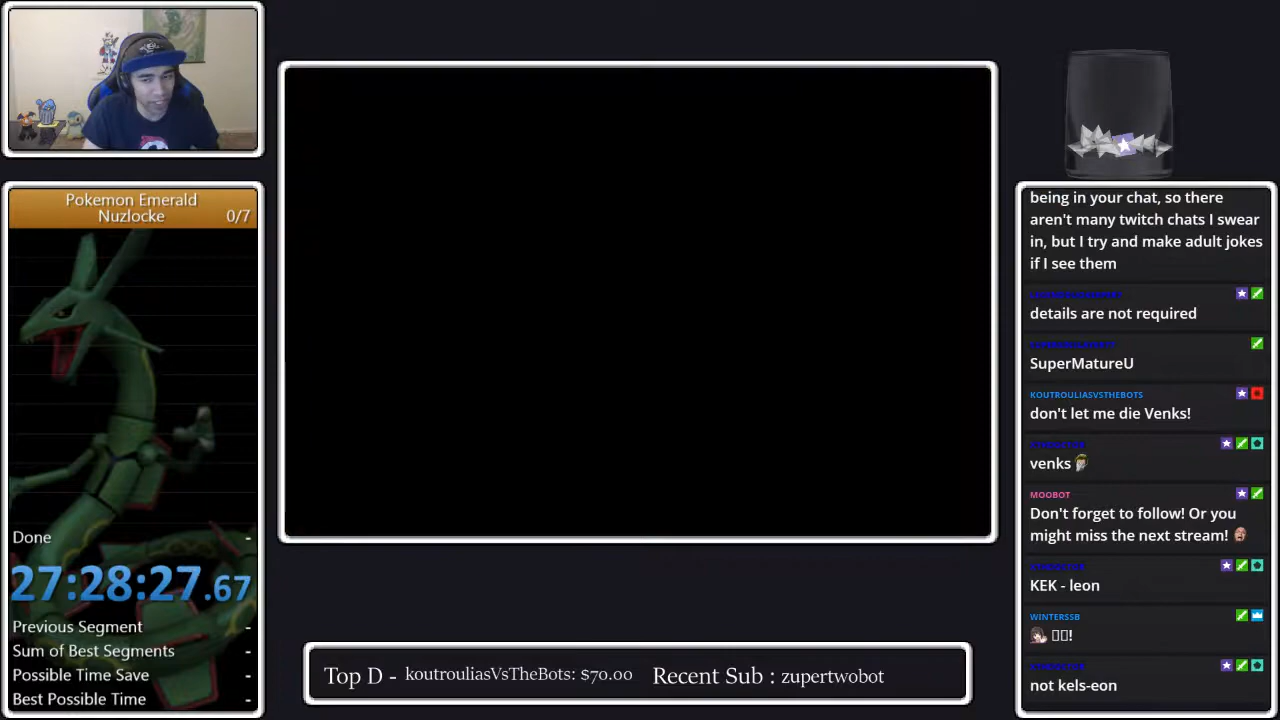 Pokemon Emerald
Nuzlocke 0/7
Done -
27:28:27.67
Previous Segment -
Sum of Best Segments -
Possible Time Save -
Best Possible Time -
Top D - koutrouliasVsTheBots: $70.00 Recent Sub : zupertwobot
being in your chat, so there
aren't many twitch chats I swear
in, but I try and make adult jokes
if I see them
details are not required
SuperMatureU
KOUTROULIASVSTHEBOTS
don't let me die Venks!
venks
MOOBOT
Don't forget to follow! Or you
might miss the next stream!
KEK - leon
WINTERSSB
!
not kels-eon